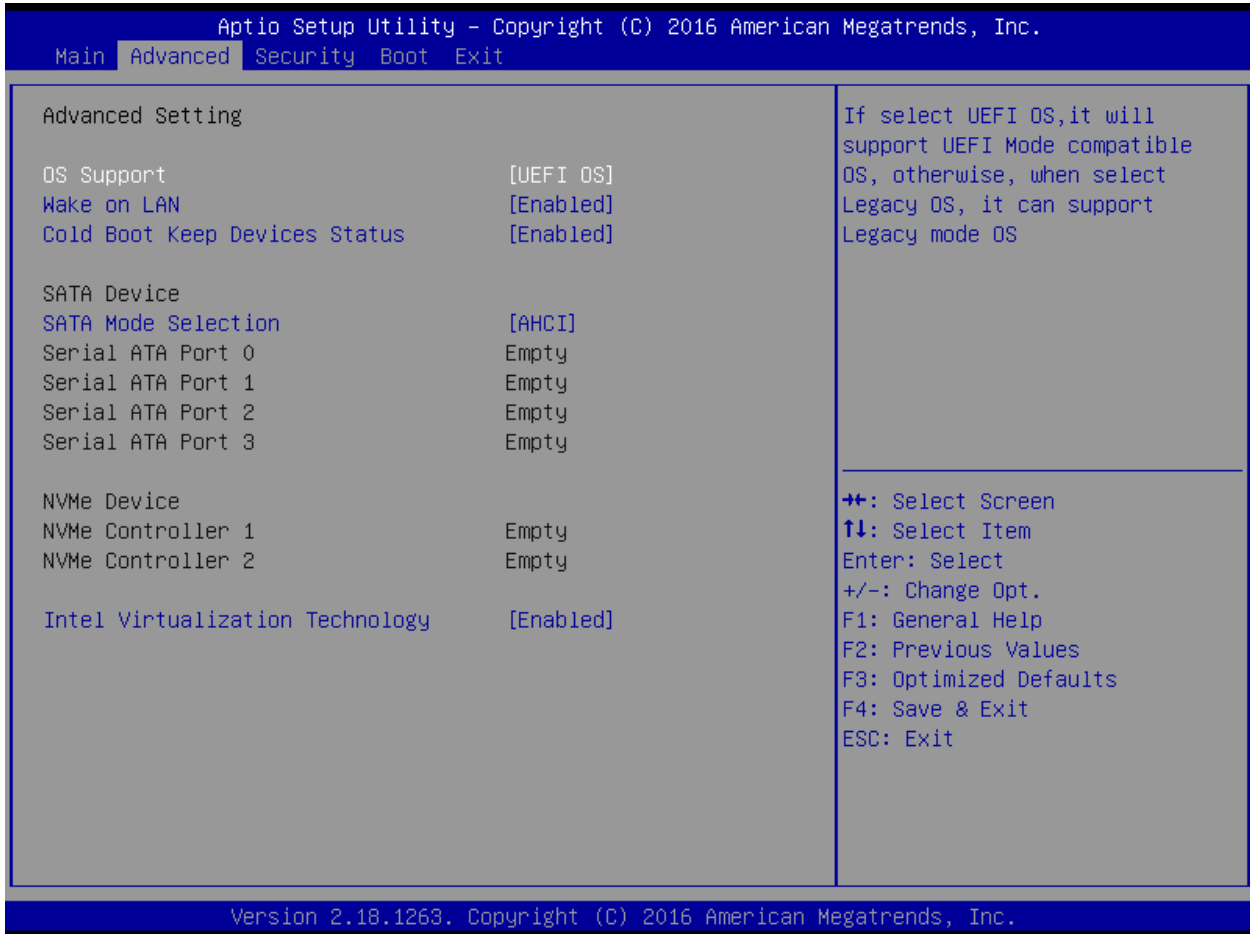 Aptio Setup Utility – Copyright (C) 2016 American Megatrends, Inc.
Main Advanced Security Boot Exit
Advanced Setting
OS Support [UEFI OS]
Wake on LAN [Enabled]
Cold Boot Keep Devices Status [Enabled]
SATA Device
SATA Mode Selection [AHCI]
Serial ATA Port 0 Empty
Serial ATA Port 1 Empty
Serial ATA Port 2 Empty
Serial ATA Port 3 Empty
NVMe Device
NVMe Controller 1 Empty
NVMe Controller 2 Empty
Intel Virtualization Technology [Enabled]
If select UEFI OS,it will
support UEFI Mode compatible
OS, otherwise, when select
Legacy OS, it can support
Legacy mode OS
→←: Select Screen
↑↓: Select Item
Enter: Select
+/-: Change Opt.
F1: General Help
F2: Previous Values
F3: Optimized Defaults
F4: Save & Exit
ESC: Exit
Version 2.18.1263. Copyright (C) 2016 American Megatrends, Inc.